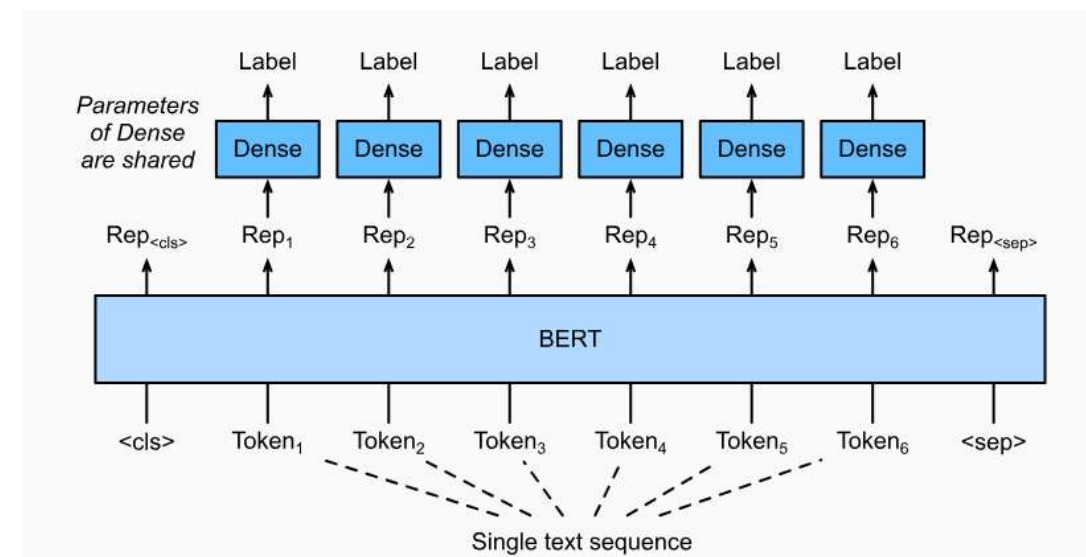 Label Label Label Label Label Label
Parameters
of Dense
are shared
Dense Dense Dense Dense Dense Dense
Rep<cls> Rep1 Rep2 Rep3 Rep4 Rep5 Rep6 Rep<sep>
BERT
<cls> Token1 Token2 Token3 Token4 Token5 Token6 <sep>
Single text sequence